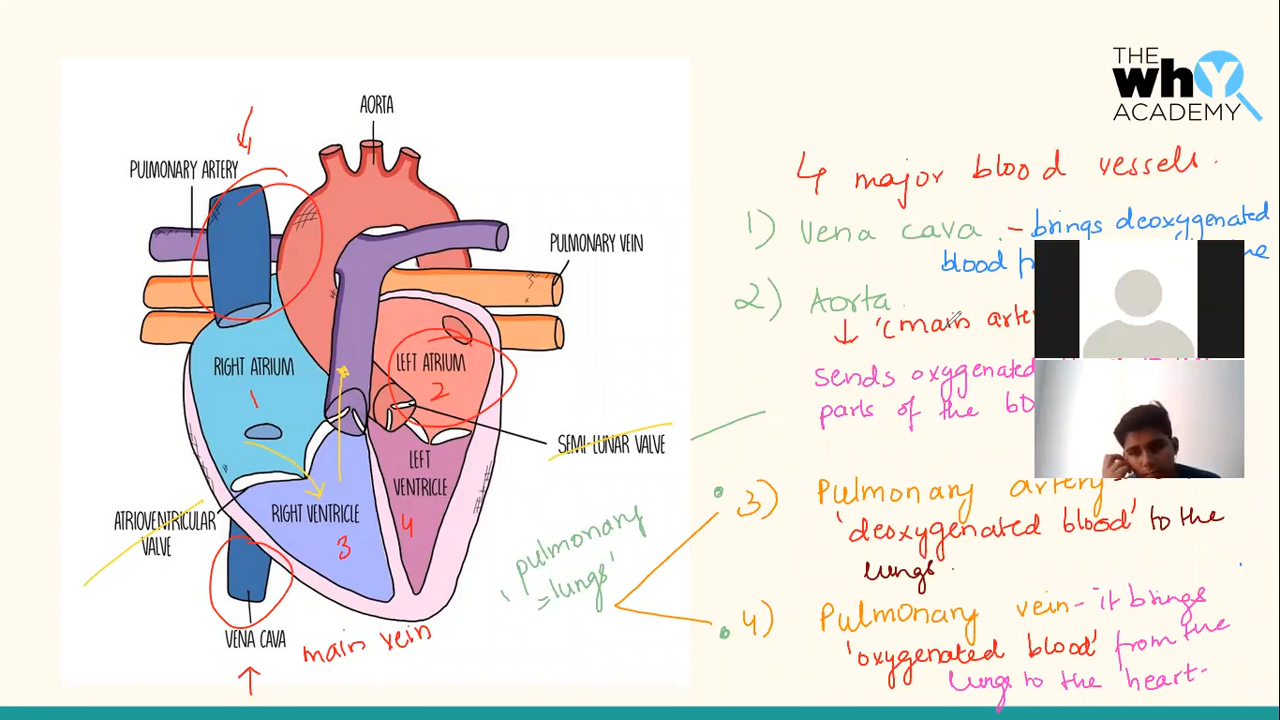 THE
whY
ACADEMY
AORTA
PULMONARY ARTERY
PULMONARY VEIN
RIGHT ATRIUM
1
LEFT ATRIUM
2
SEMI-LUNAR VALVE
LEFT
VENTRICLE
4
RIGHT VENTRICLE
3
ATRIOVENTRICULAR
VALVE
VENA CAVA
main vein
'pulmonary
=lungs'
4 major blood vessels.
1) Vena cava. - brings deoxygenated
blood
2) Aorta.
'(main
sends oxygenated
parts of the
3) Pulmonary artery-
'deoxygenated blood' to the
lungs.
4) Pulmonary vein- it brings
'oxygenated blood' from the
lungs to the heart-